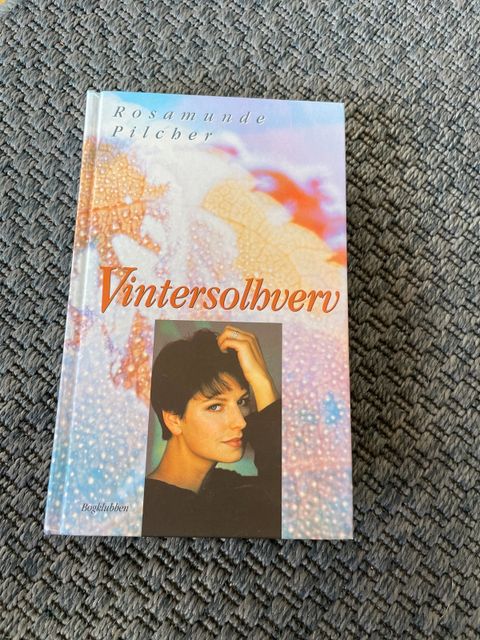 Rosamunde
Pilcher
Vintersolhverv
Bogklubben